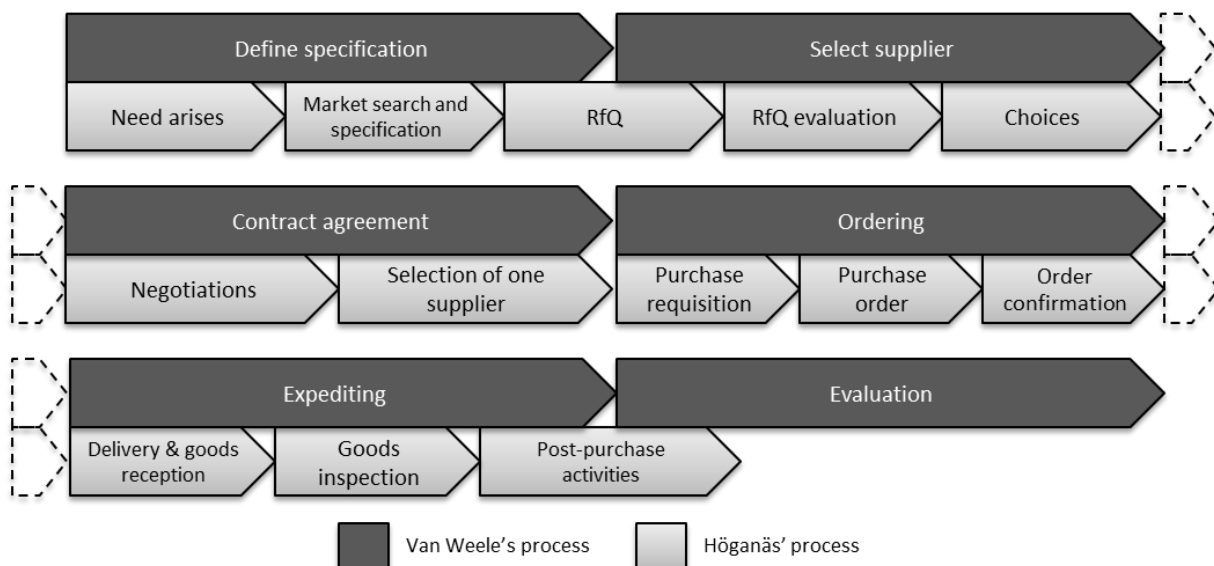 Define specification
Select supplier
Need arises
Market search and
specification
RfQ
RfQ evaluation
Choices
Contract agreement
Ordering
Negotiations
Selection of one
supplier
Purchase
requisition
Purchase
order
Order
confirmation
Expediting
Evaluation
Delivery & goods
reception
Goods
inspection
Post-purchase
activities
Van Weele's process
Höganäs' process